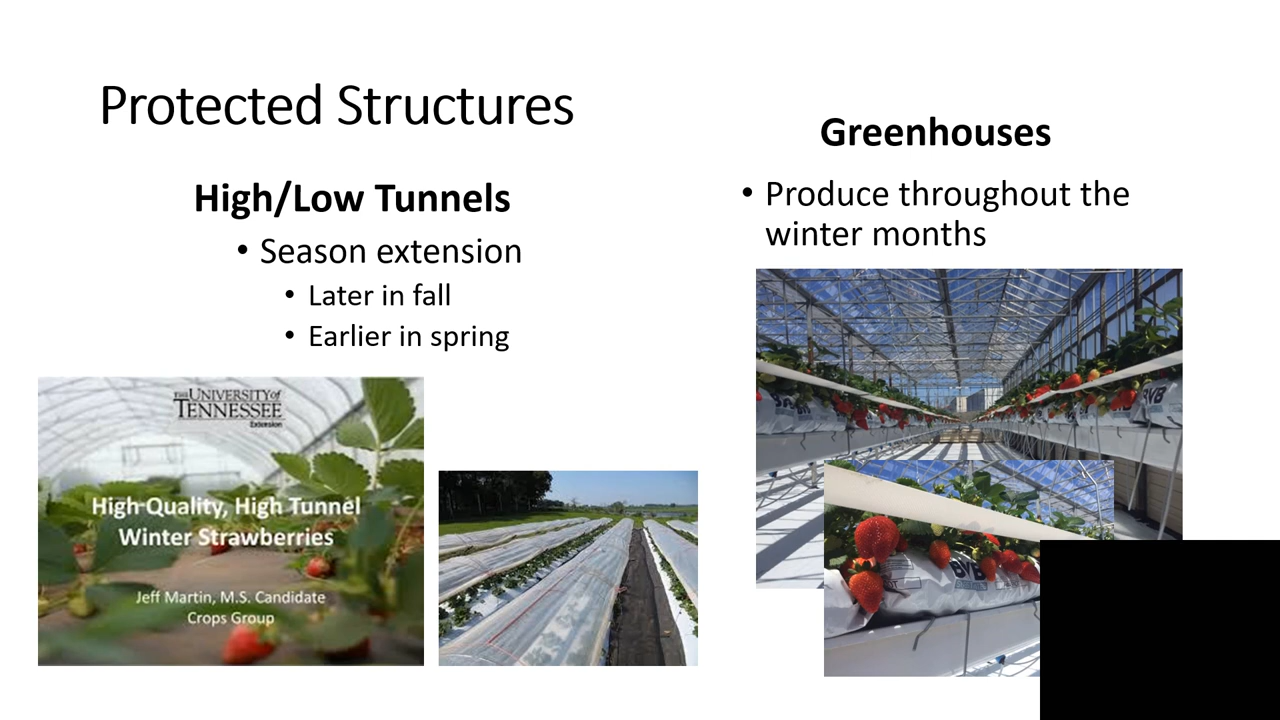 Protected Structures
High/Low Tunnels
• Season extension
• Later in fall
• Earlier in spring
THE UNIVERSITY of
TENNESSEE
Extension
High Quality, High Tunnel
Winter Strawberries
Jeff Martin, M.S. Candidate
Crops Group
Greenhouses
• Produce throughout the
winter months
BVB
BVB